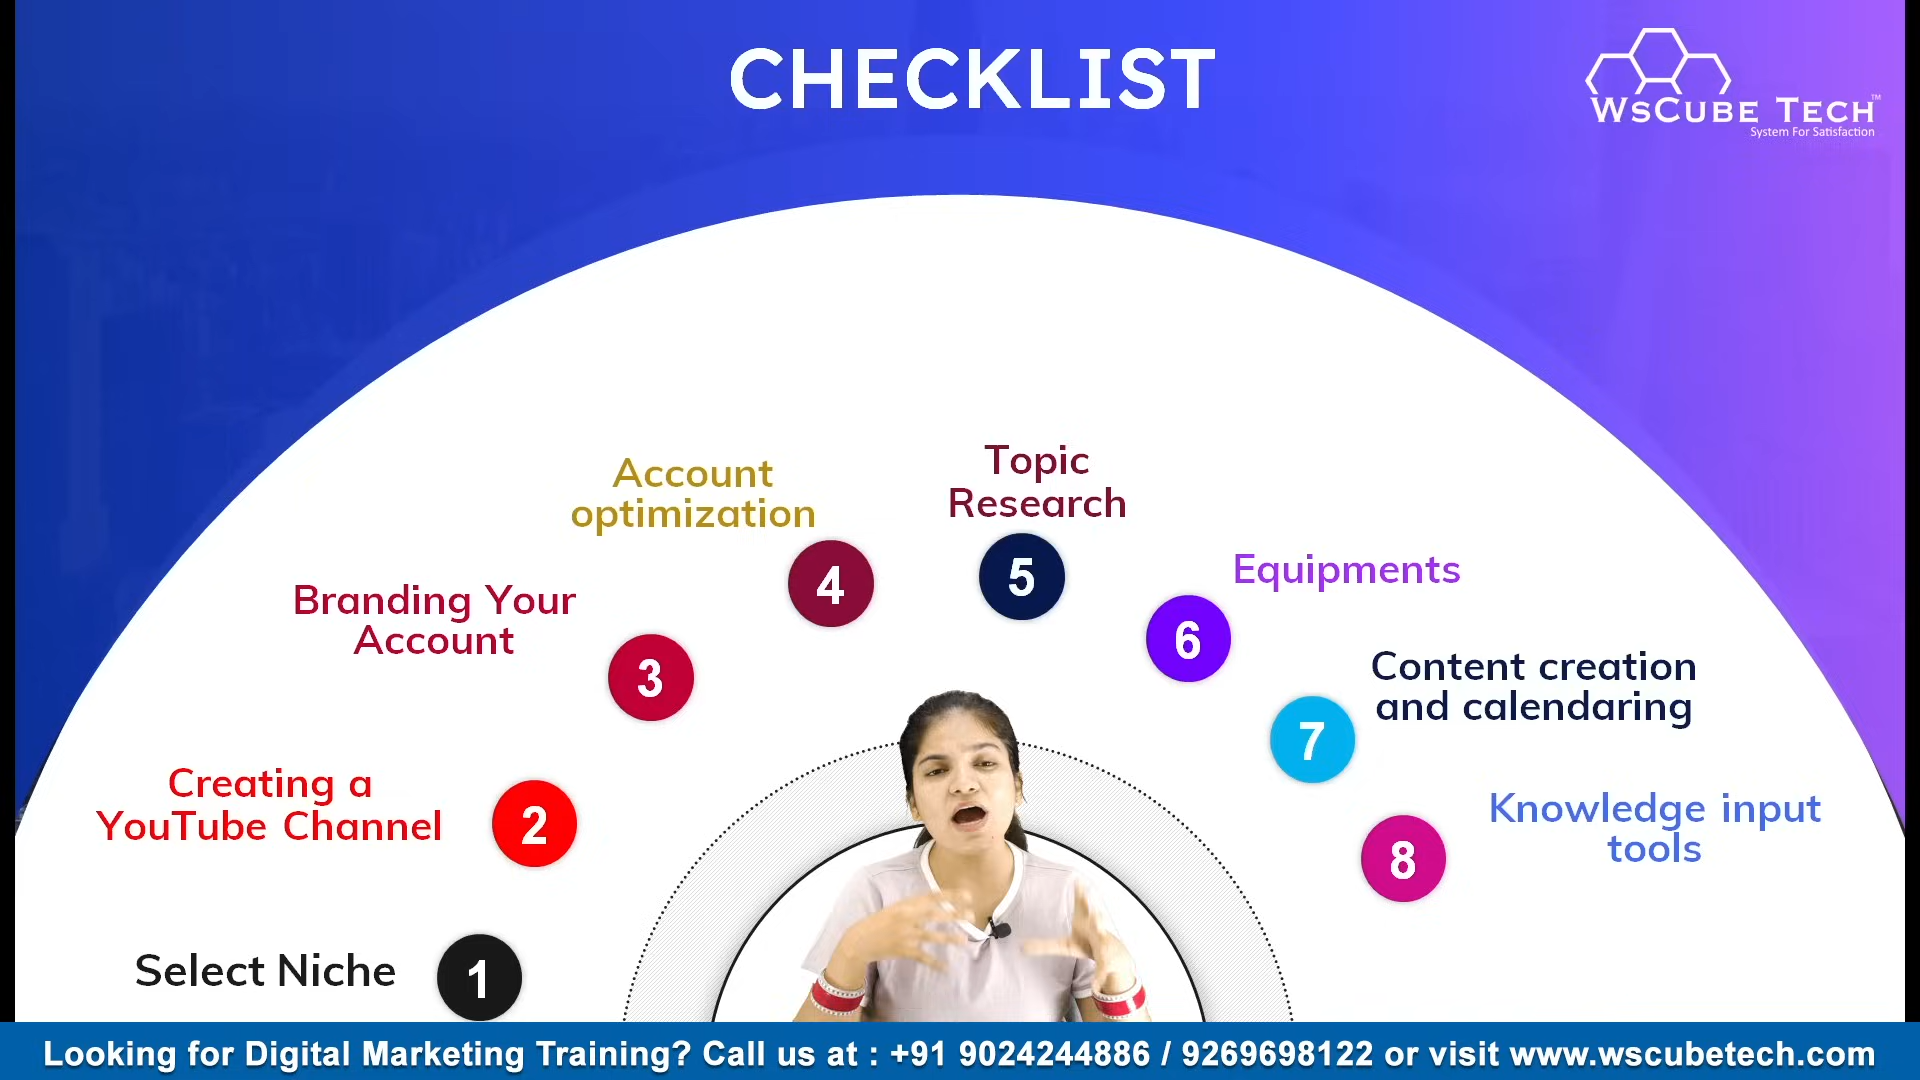 CHECKLIST
WsCube Tech™
System For Satisfaction
Account
optimization
4
Topic
Research
5
Equipments
6
Branding Your
Account
3
Content creation
and calendaring
7
Creating a
YouTube Channel
2
Knowledge input
tools
8
Select Niche
1
Looking for Digital Marketing Training? Call us at : +91 9024244886 / 9269698122 or visit www.wscubetech.com